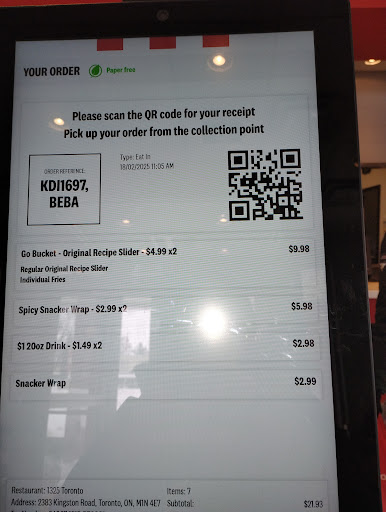 YOUR ORDER
Paper free
Please scan the QR code for your receipt
Pick up your order from the collection point
ORDER REFERENCE:
KDI1697,
BEBA
Type: Eat In
18/02/2025 11:05 AM
Go Bucket - Original Recipe Slider - $4.99 x2 $9.98
Regular Original Recipe Slider
Individual Fries
Spicy Snacker Wrap - $2.99 x2 $5.98
$1 20oz Drink - $1.49 x2 $2.98
Snacker Wrap $2.99
Restaurant: 1325 Toronto Items: 7
Address: 2383 Kingston Road, Toronto, ON, M1N 4E7 Subtotal: $21.93